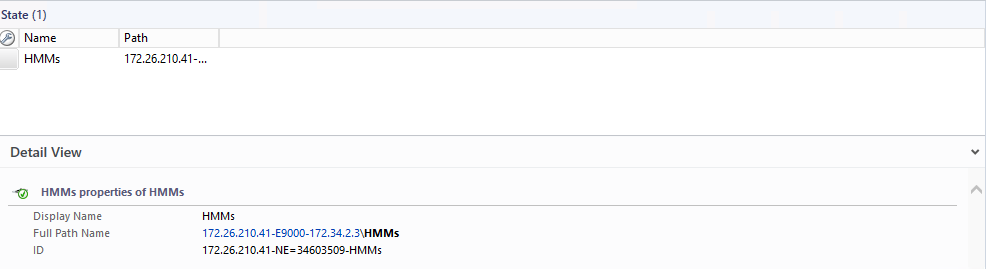 State (1)
Name Path
HMMs 172.26.210.41-...
Detail View
HMMs properties of HMMs
Display Name HMMs
Full Path Name 172.26.210.41-E9000-172.34.2.3\HMMs
ID 172.26.210.41-NE=34603509-HMMs